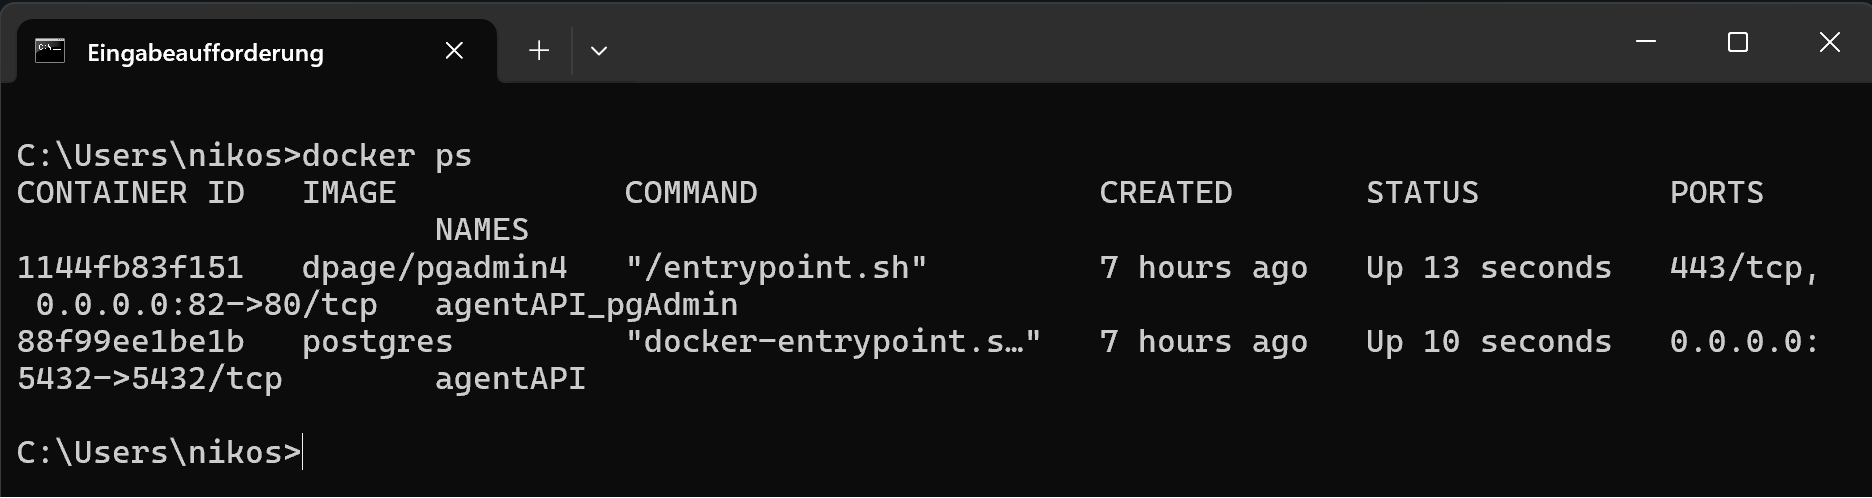 Eingabeaufforderung
C:\Users\nikos>docker ps
CONTAINER ID   IMAGE            COMMAND                  CREATED       STATUS          PORTS
                      NAMES
1144fb83f151   dpage/pgadmin4   "/entrypoint.sh"         7 hours ago   Up 13 seconds   443/tcp,
 0.0.0.0:82->80/tcp   agentAPI_pgAdmin
88f99ee1be1b   postgres         "docker-entrypoint.s…"   7 hours ago   Up 10 seconds   0.0.0.0:
5432->5432/tcp        agentAPI
C:\Users\nikos>